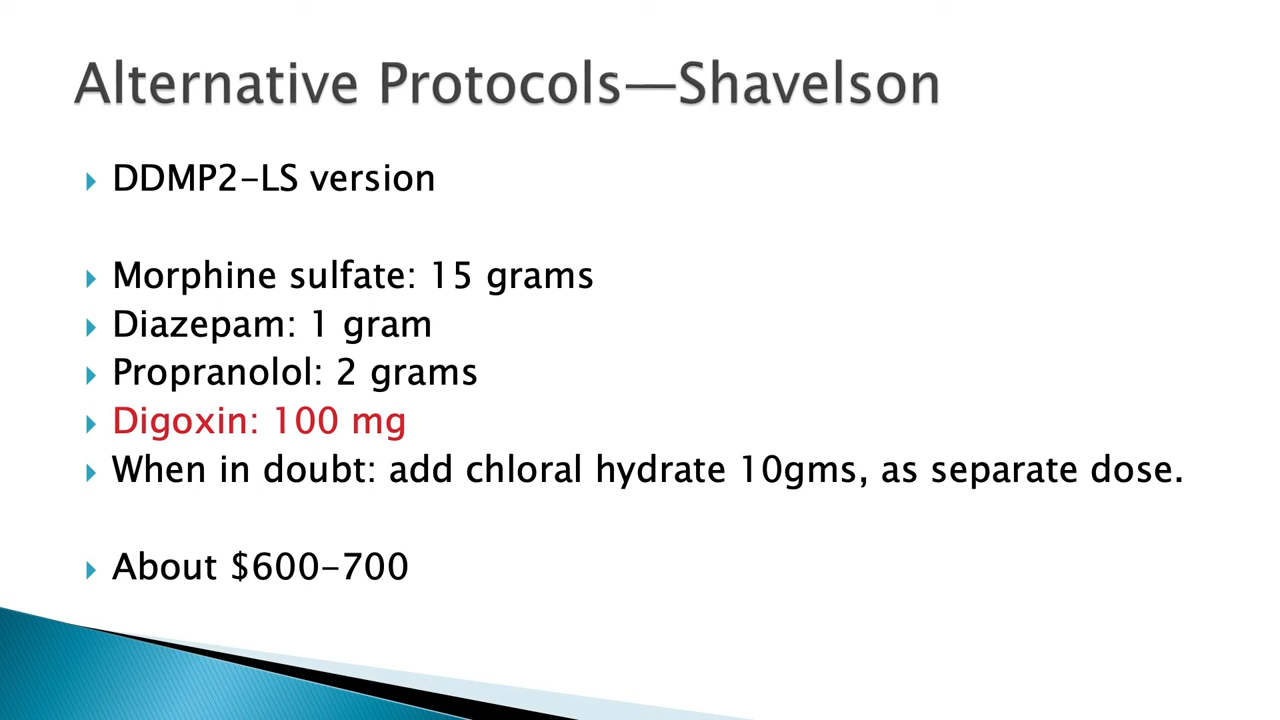 Alternative Protocols—Shavelson
DDMP2-LS version
Morphine sulfate: 15 grams
Diazepam: 1 gram
Propranolol: 2 grams
Digoxin: 100 mg
When in doubt: add chloral hydrate 10gms, as separate dose.
About $600-700